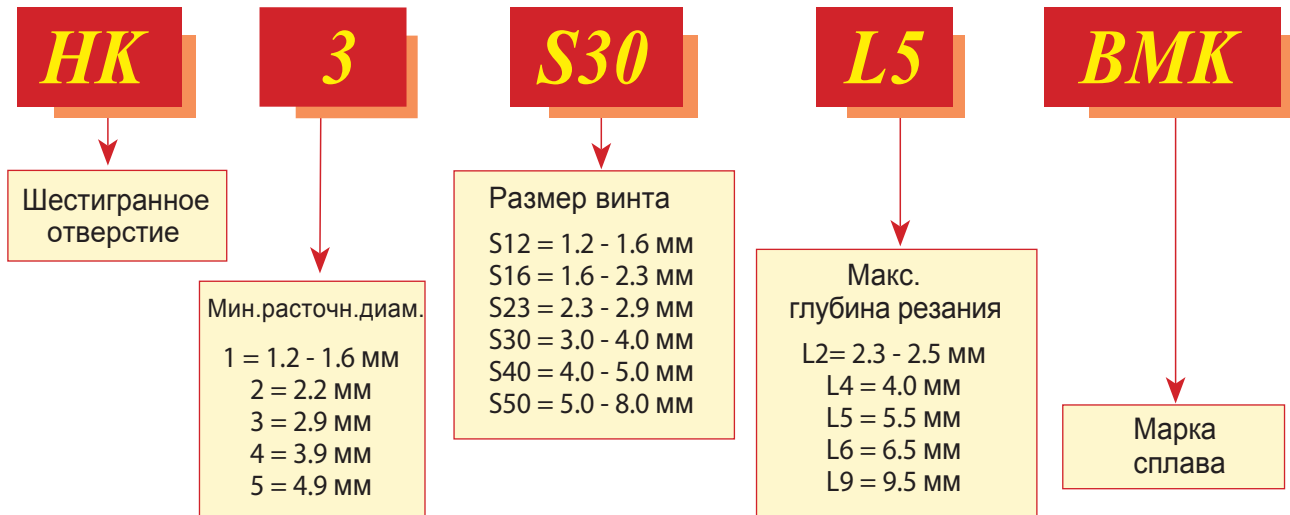 HK
3
S30
L5
BMK
Шестигранное
отверстие
Мин.расточн.диам.
1 = 1.2 - 1.6 мм
2 = 2.2 мм
3 = 2.9 мм
4 = 3.9 мм
5 = 4.9 мм
Размер винта
S12 = 1.2 - 1.6 мм
S16 = 1.6 - 2.3 мм
S23 = 2.3 - 2.9 мм
S30 = 3.0 - 4.0 мм
S40 = 4.0 - 5.0 мм
S50 = 5.0 - 8.0 мм
Макс.
глубина резания
L2= 2.3 - 2.5 мм
L4 = 4.0 мм
L5 = 5.5 мм
L6 = 6.5 мм
L9 = 9.5 мм
Марка
сплава